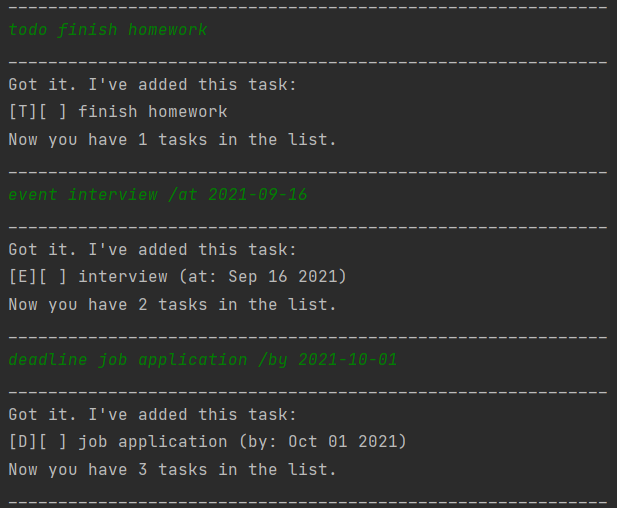 ____________________________________________________________
todo finish homework
____________________________________________________________
Got it. I've added this task:
[T][ ] finish homework
Now you have 1 tasks in the list.
____________________________________________________________
event interview /at 2021-09-16
____________________________________________________________
Got it. I've added this task:
[E][ ] interview (at: Sep 16 2021)
Now you have 2 tasks in the list.
____________________________________________________________
deadline job application /by 2021-10-01
____________________________________________________________
Got it. I've added this task:
[D][ ] job application (by: Oct 01 2021)
Now you have 3 tasks in the list.
____________________________________________________________